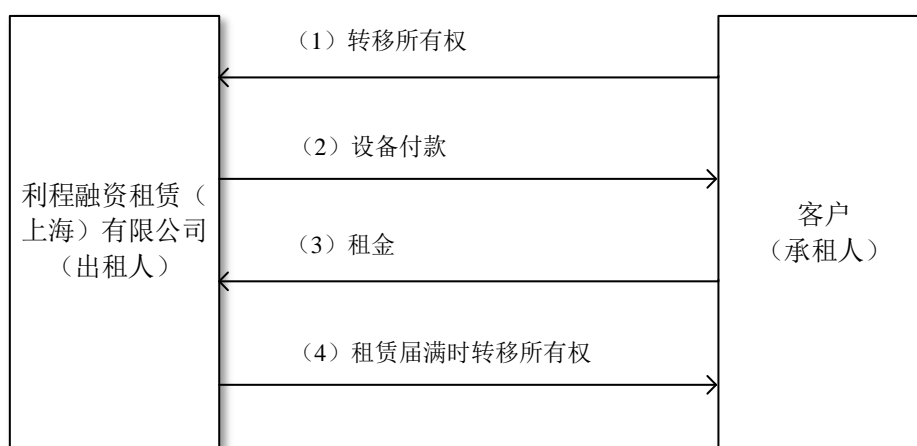 （1）转移所有权
（2）设备付款
利程融资租赁（
上海）有限公司
（出租人）
客户
（承租人）
（3）租金
（4）租赁届满时转移所有权